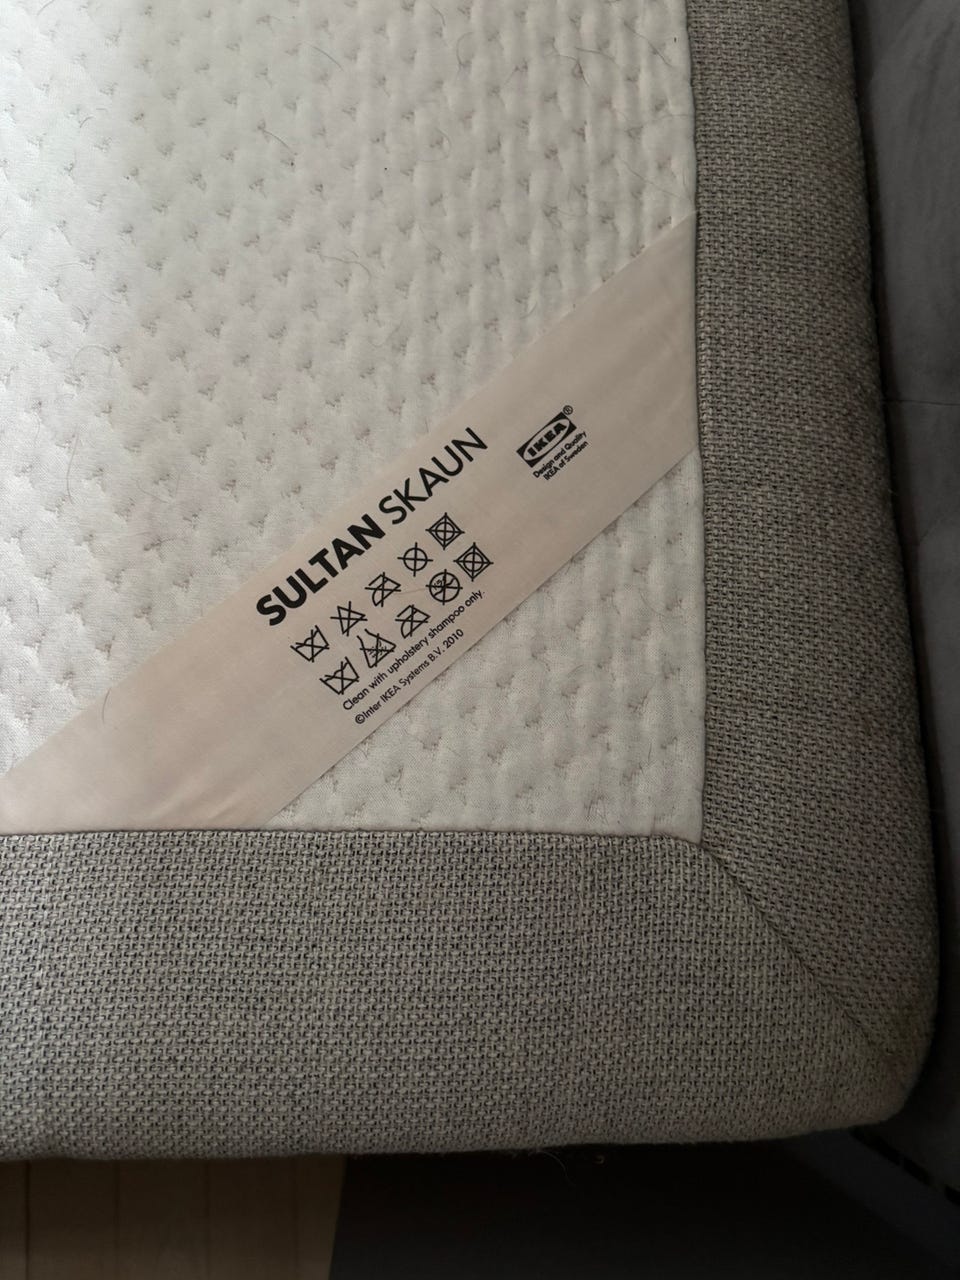 SULTAN SKAUN
IKEA®
Design and Quality
IKEA of Sweden
Clean with upholstery shampoo only.
©Inter IKEA Systems B.V. 2010